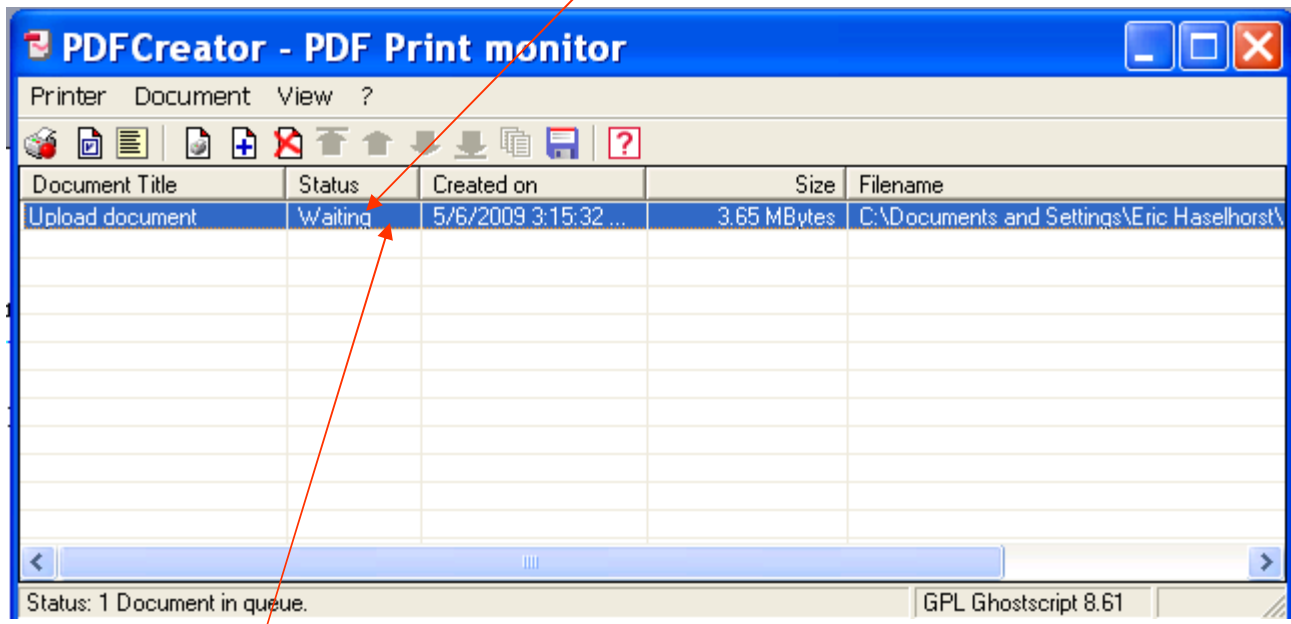 PDFCreator - PDF Print monitor
Printer Document View ?
Document Title Status Created on Size Filename
Upload document Waiting 5/6/2009 3:15:32 ... 3.65 MBytes C:\Documents and Settings\Eric Haselhorst\
Status: 1 Document in queue. GPL Ghostscript 8.61